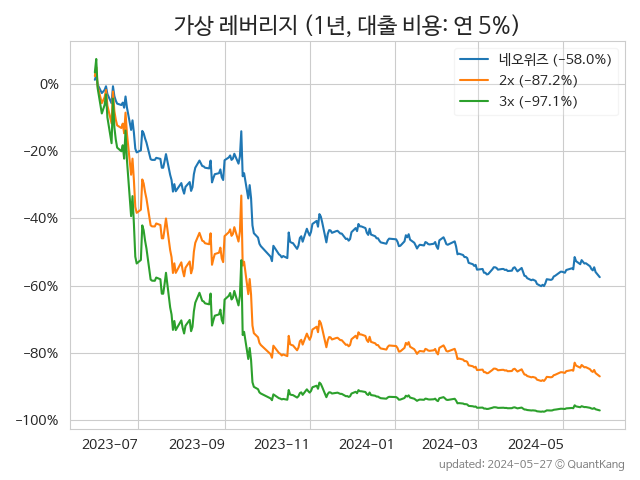 가상 레버리지 (1년, 대출 비용: 연 5%)
네오위즈 (−58.0%)
2x (−87.2%)
3x (−97.1%)
0%
−20%
−40%
−60%
−80%
−100%
2023-07 2023-09 2023-11 2024-01 2024-03 2024-05
updated: 2024-05-27 © QuantKang